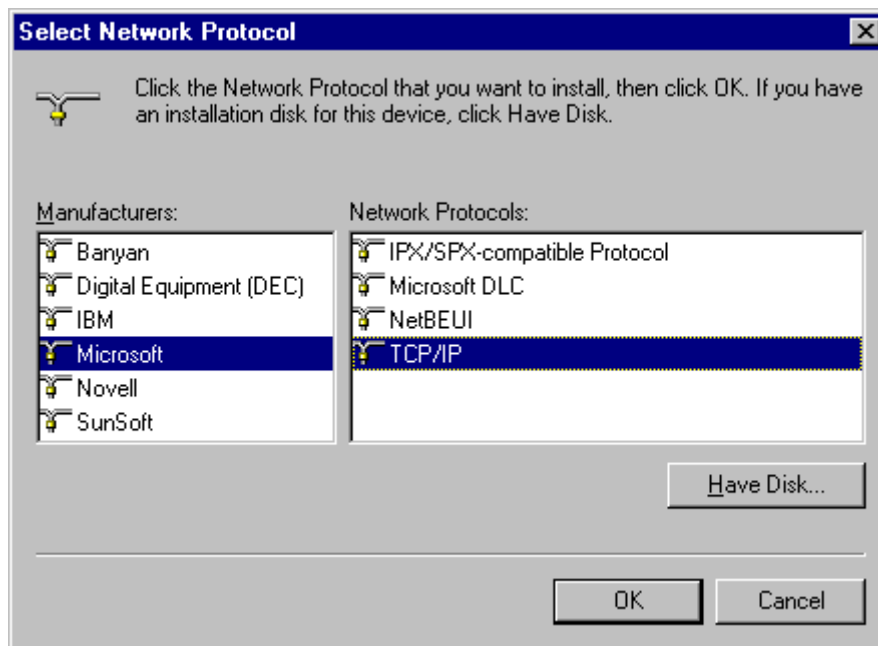 Select Network Protocol
Click the Network Protocol that you want to install, then click OK. If you have
an installation disk for this device, click Have Disk.
Manufacturers:
Banyan
Digital Equipment (DEC)
IBM
Microsoft
Novell
SunSoft
Network Protocols:
IPX/SPX-compatible Protocol
Microsoft DLC
NetBEUI
TCP/IP
Have Disk...
OK
Cancel